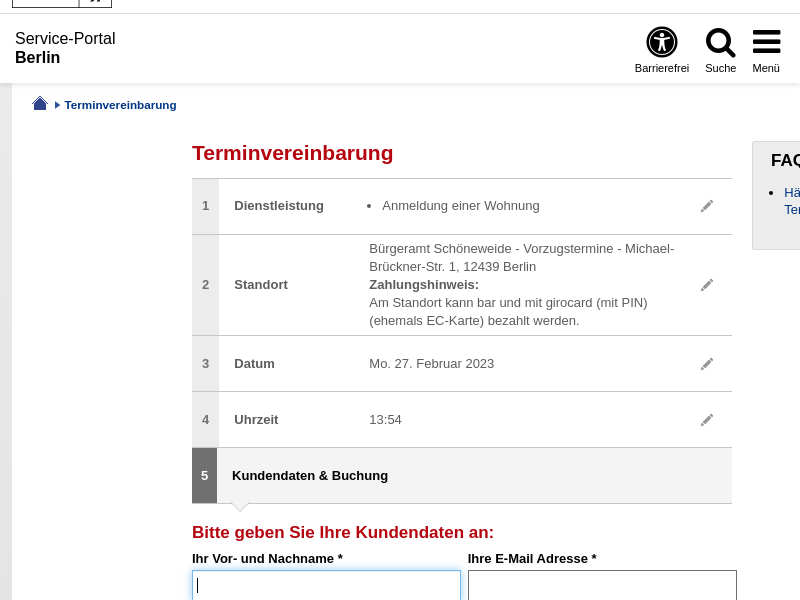 Service-Portal
Berlin
Barrierefrei
Suche
Menü
Terminvereinbarung
Terminvereinbarung
1 Dienstleistung • Anmeldung einer Wohnung
2 Standort
Bürgeramt Schöneweide - Vorzugstermine - Michael-
Brückner-Str. 1, 12439 Berlin
Zahlungshinweis:
Am Standort kann bar und mit girocard (mit PIN)
(ehemals EC-Karte) bezahlt werden.
3 Datum Mo. 27. Februar 2023
4 Uhrzeit 13:54
5 Kundendaten & Buchung
Bitte geben Sie Ihre Kundendaten an:
Ihr Vor- und Nachname *
Ihre E-Mail Adresse *
FAQ
• Hä
Ter